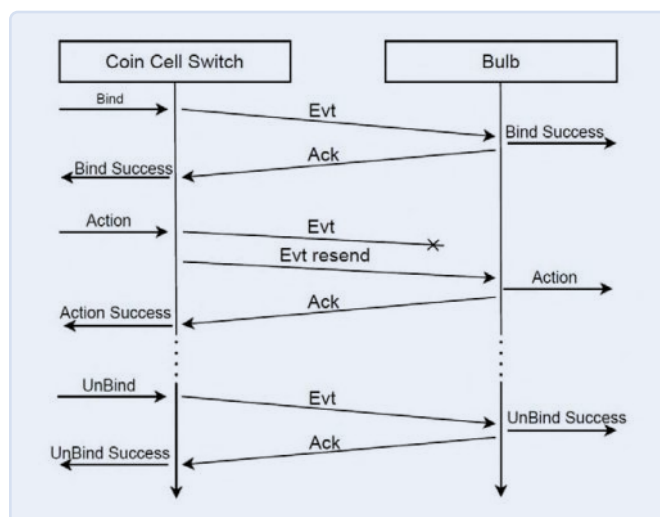 Coin Cell Switch
Bulb
Bind
Evt
Bind Success
Ack
Bind Success
Action
Evt
Evt resend
Action
Ack
Action Success
UnBind
Evt
UnBind Success
Ack
UnBind Success